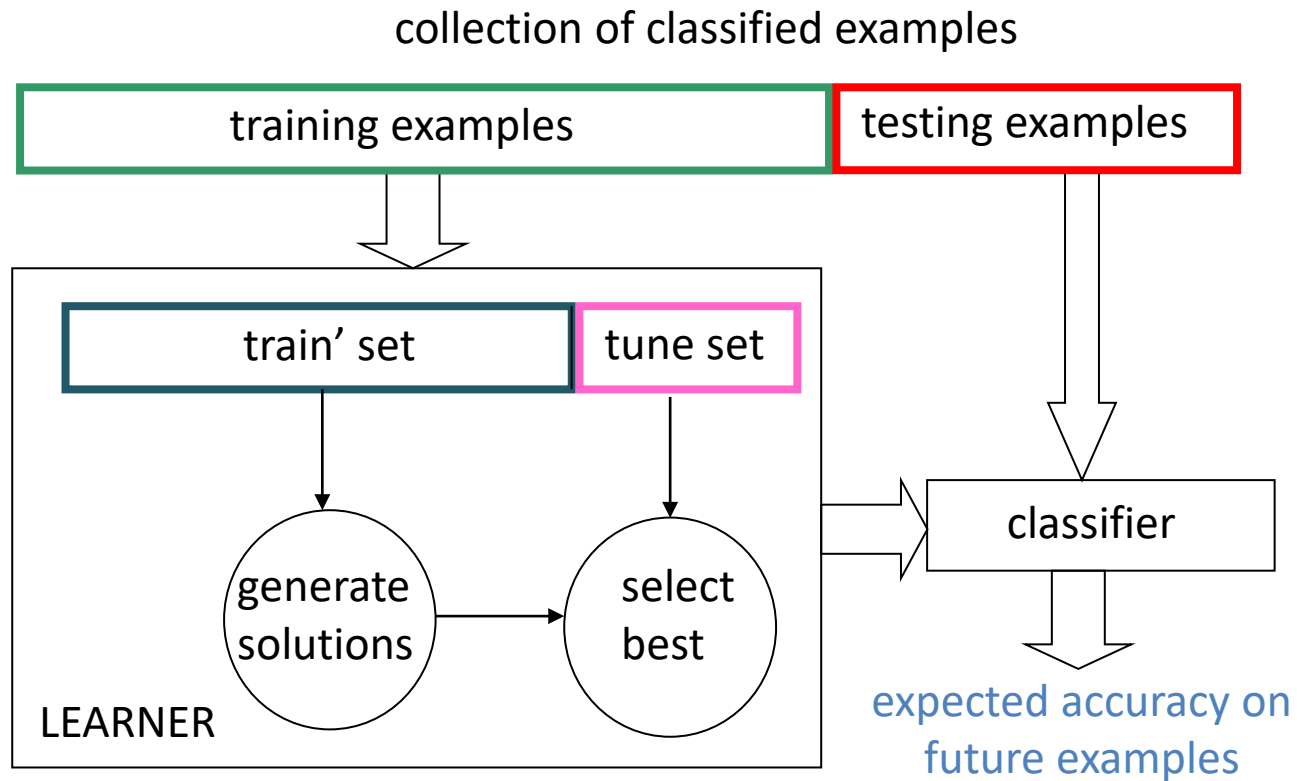 collection of classified examples
training examples
testing examples
train’ set
tune set
generate
solutions
select
best
LEARNER
classifier
expected accuracy on
future examples